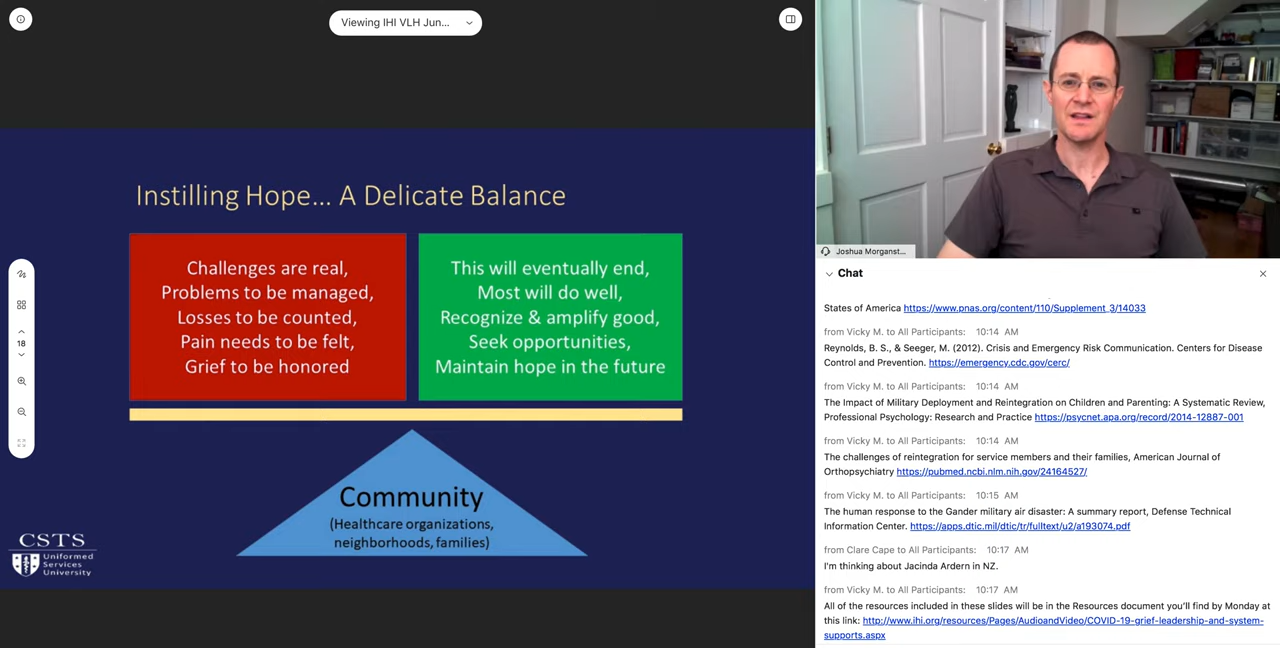 Viewing IHI VLH Jun...
Instilling Hope... A Delicate Balance
Challenges are real,
Problems to be managed,
Losses to be counted,
Pain needs to be felt,
Grief to be honored
This will eventually end,
Most will do well,
Recognize & amplify good,
Seek opportunities,
Maintain hope in the future
Community
(Healthcare organizations,
neighborhoods, families)
CSTS
Uniformed
Services
University
18
Joshua Morganst...
Chat
States of America https://www.pnas.org/content/110/Supplement_3/14033
from Vicky M. to All Participants: 10:14 AM
Reynolds, B. S., & Seeger, M. (2012). Crisis and Emergency Risk Communication. Centers for Disease
Control and Prevention. https://emergency.cdc.gov/cerc/
from Vicky M. to All Participants: 10:14 AM
The Impact of Military Deployment and Reintegration on Children and Parenting: A Systematic Review,
Professional Psychology: Research and Practice https://psycnet.apa.org/record/2014-12887-001
from Vicky M. to All Participants: 10:14 AM
The challenges of reintegration for service members and their families, American Journal of
Orthopsychiatry https://pubmed.ncbi.nlm.nih.gov/24164527/
from Vicky M. to All Participants: 10:15 AM
The human response to the Gander military air disaster: A summary report, Defense Technical
Information Center. https://apps.dtic.mil/dtic/tr/fulltext/u2/a193074.pdf
from Clare Cape to All Participants: 10:17 AM
I'm thinking about Jacinda Ardern in NZ.
from Vicky M. to All Participants: 10:17 AM
All of the resources included in these slides will be in the Resources document you'll find by Monday at
this link: http://www.ihi.org/resources/Pages/AudioandVideo/COVID-19-grief-leadership-and-system-
supports.aspx